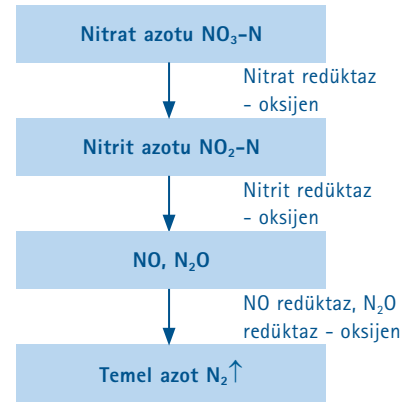 Nitrat azotu NO₃-N
Nitrat redüktaz
- oksijen
Nitrit azotu NO₂-N
Nitrit redüktaz
- oksijen
NO, N₂O
NO redüktaz, N₂O
redüktaz - oksijen
Temel azot N₂↑